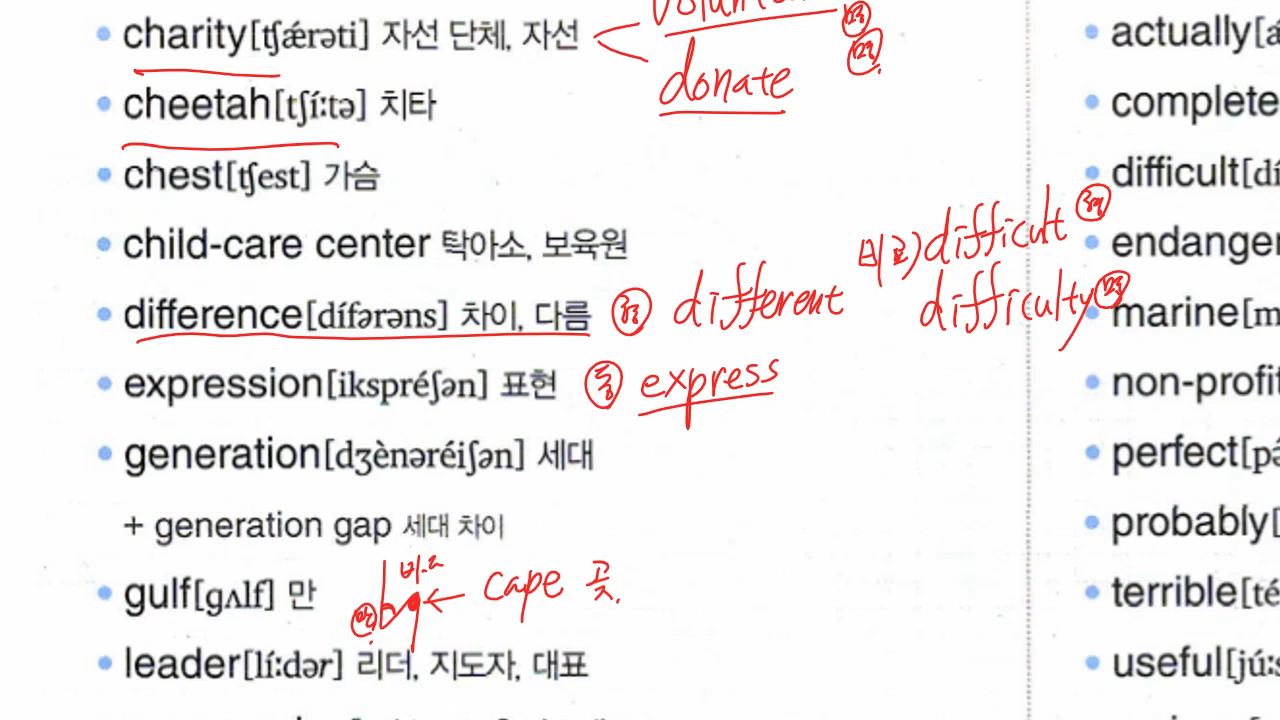 charity[tʃǽrəti] 자선 단체, 자선
donate
cheetah[tʃíːtə] 치타
chest[tʃest] 가슴
child-care center 탁아소, 보육원
비교) difficult 형
difficulty 명
difference[dífərəns] 차이, 다름 형 different
expression[ikspréʃən] 표현 동 express
generation[dʒènəréiʃən] 세대
+ generation gap 세대 차이
gulf[gʌlf] 만
cape 곶.
leader[líːdər] 리더, 지도자, 대표
actually
complete
difficult
endanger
marine
non-profit
perfect
probably
terrible
useful